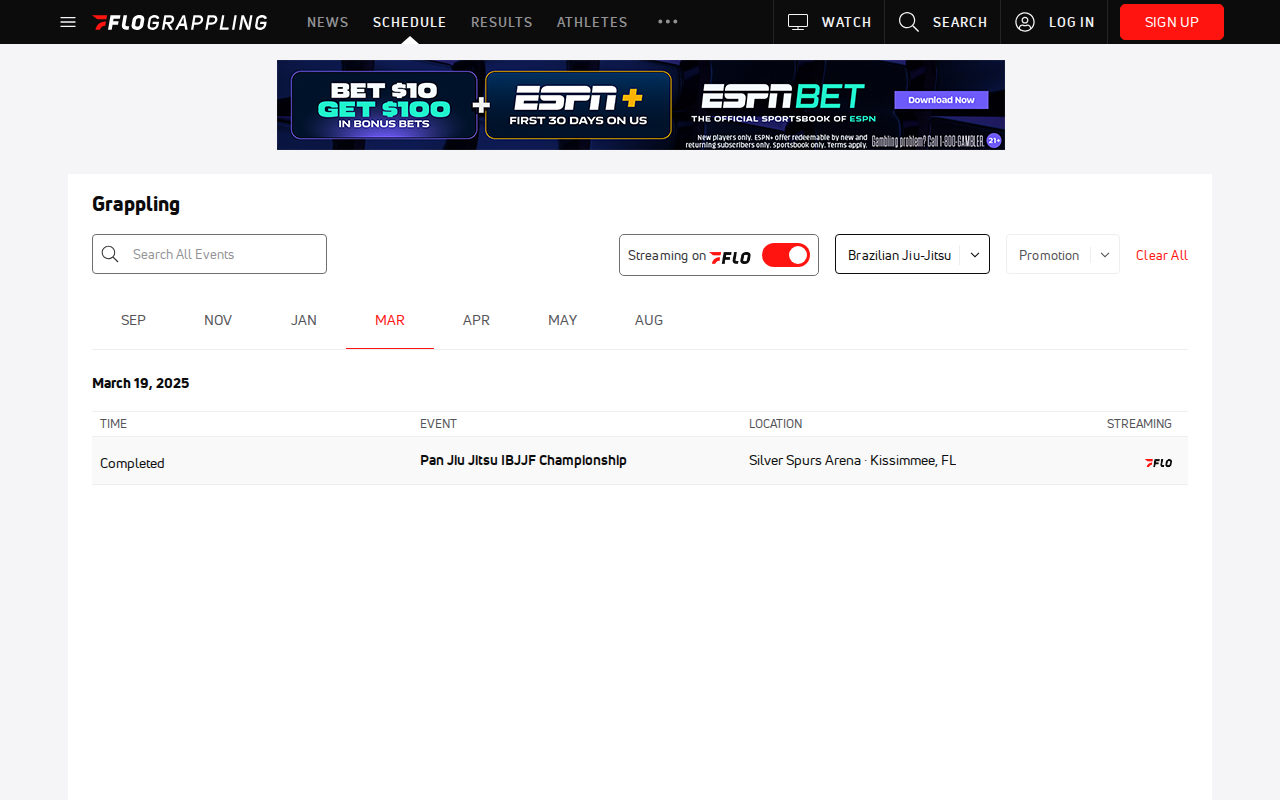 FLOGRAPPLING NEWS SCHEDULE RESULTS ATHLETES WATCH SEARCH LOG IN SIGN UP
BET $10
GET $100
IN BONUS BETS
+
ESPN+
FIRST 30 DAYS ON US
ESPN BET
THE OFFICIAL SPORTSBOOK OF ESPN
Download Now
New players only. ESPN+ offer redeemable by new and
returning subscribers only. Sportsbook only. Terms apply.
Gambling problem? Call 1-800-GAMBLER.
21+
Grappling
Search All Events
Streaming on FLO
Brazilian Jiu-Jitsu
Promotion
Clear All
SEP NOV JAN MAR APR MAY AUG
March 19, 2025
TIME EVENT LOCATION STREAMING
Completed Pan Jiu Jitsu IBJJF Championship Silver Spurs Arena · Kissimmee, FL FLO